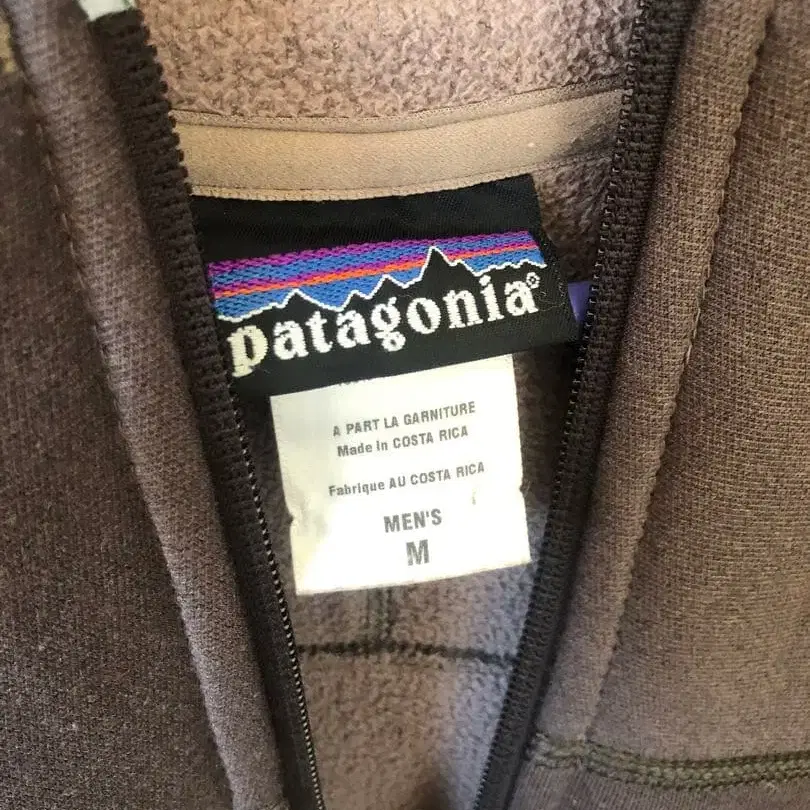 patagonia®
A PART LA GARNITURE
Made in COSTA RICA
Fabrique AU COSTA RICA
MEN'S
M